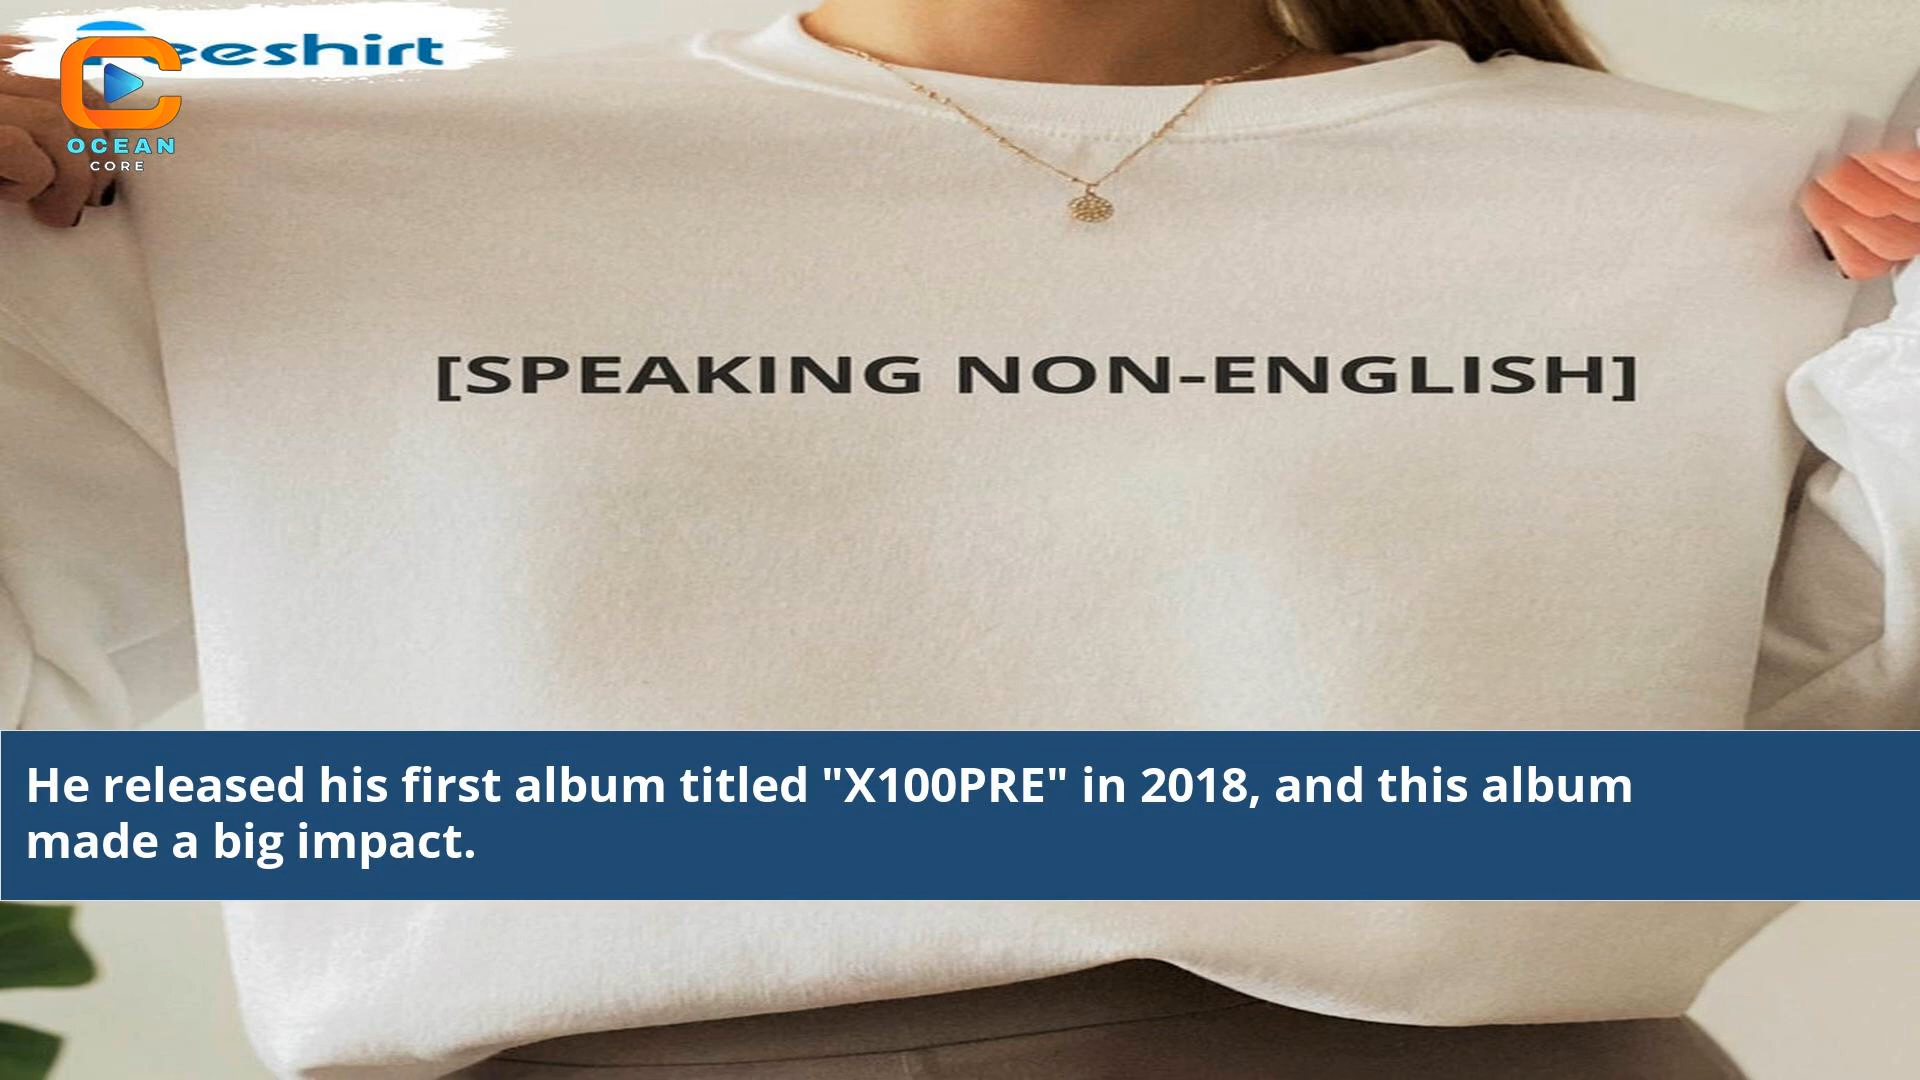 eeshirt
OCEAN
CORE
[SPEAKING NON-ENGLISH]
He released his first album titled "X100PRE" in 2018, and this album
made a big impact.